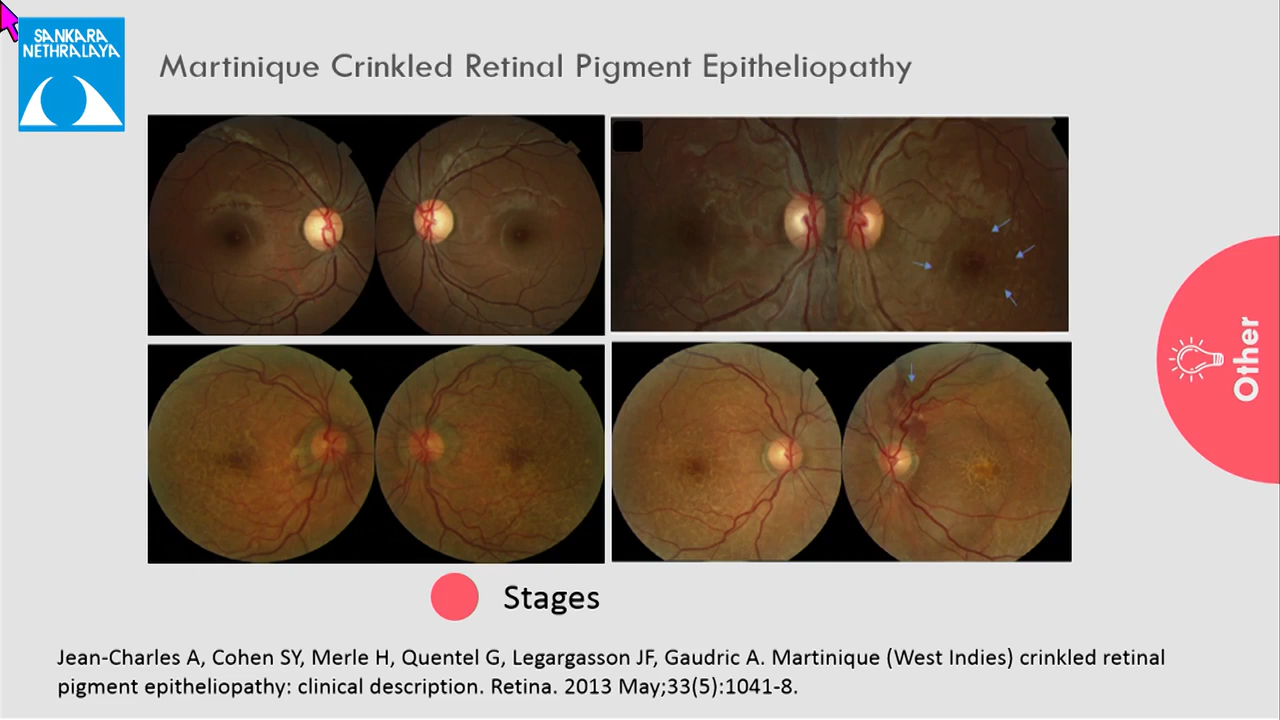 SANKARA
NETHRALAYA
Martinique Crinkled Retinal Pigment Epitheliopathy
Other
Stages
Jean-Charles A, Cohen SY, Merle H, Quentel G, Legargasson JF, Gaudric A. Martinique (West Indies) crinkled retinal
pigment epitheliopathy: clinical description. Retina. 2013 May;33(5):1041-8.